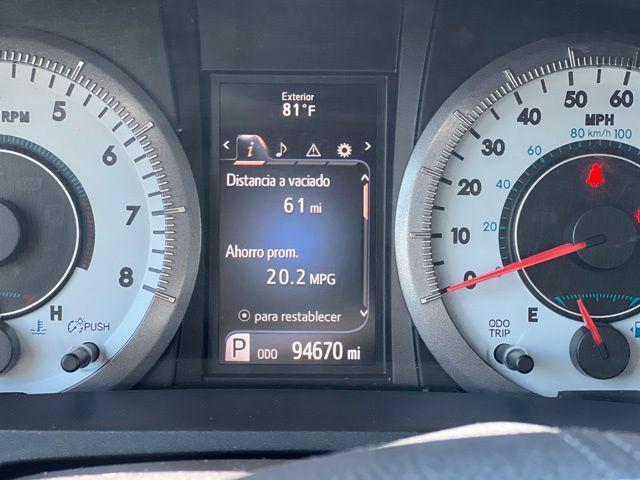 RPM
5
6
7
8
H
PUSH
Exterior
81°F
Distancia a vaciado
61 mi
Ahorro prom.
20.2 MPG
para restablecer
P ODO 94670 mi
MPH
80 km/h 100
60
50
40
30
20
10
0
60
40
20
ODO
TRIP
E